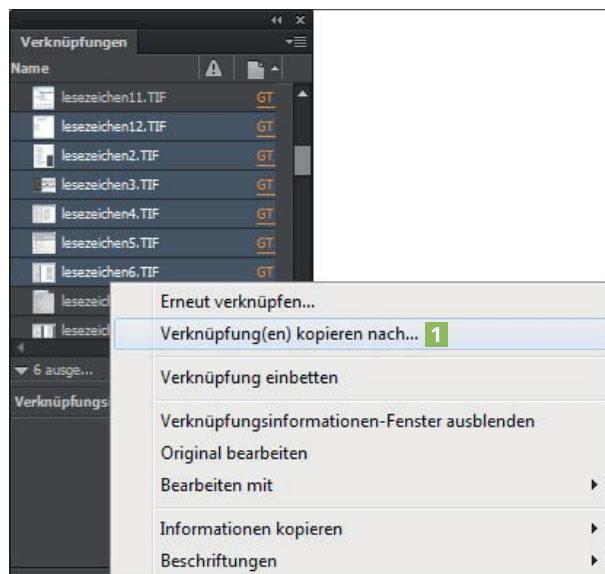 Verknüpfungen
Name
lesezeichen11.TIF GT
lesezeichen12.TIF GT
lesezeichen2.TIF GT
lesezeichen3.TIF GT
lesezeichen4.TIF GT
lesezeichen5.TIF GT
lesezeichen6.TIF GT
Erneut verknüpfen...
Verknüpfung(en) kopieren nach... 1
6 ausge...
Verknüpfung einbetten
Verknüpfungsinformationen-Fenster ausblenden
Original bearbeiten
Bearbeiten mit
Informationen kopieren
Beschriftungen